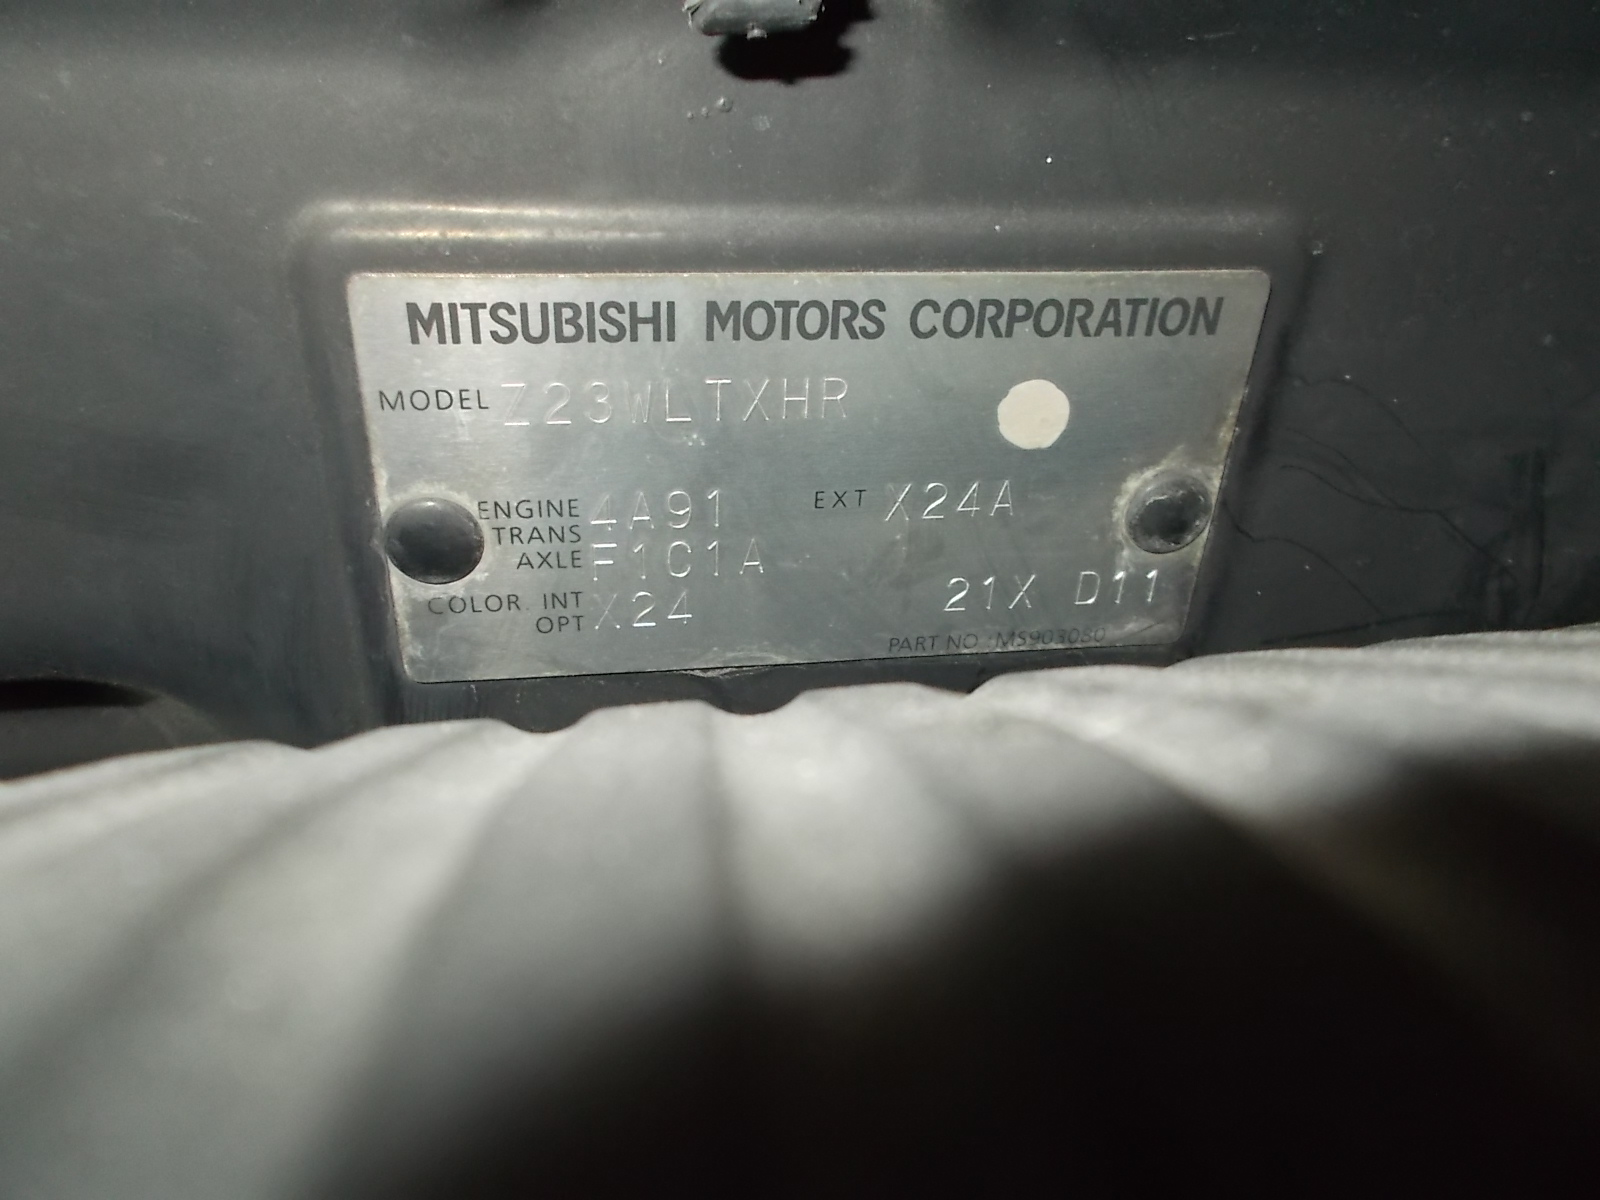 MITSUBISHI MOTORS CORPORATION
MODEL Z23WLTXHR
ENGINE 4A91 EXT X24A
TRANS AXLE F1C1A
COLOR INT X24 21X D11
OPT
PART NO. MS903080